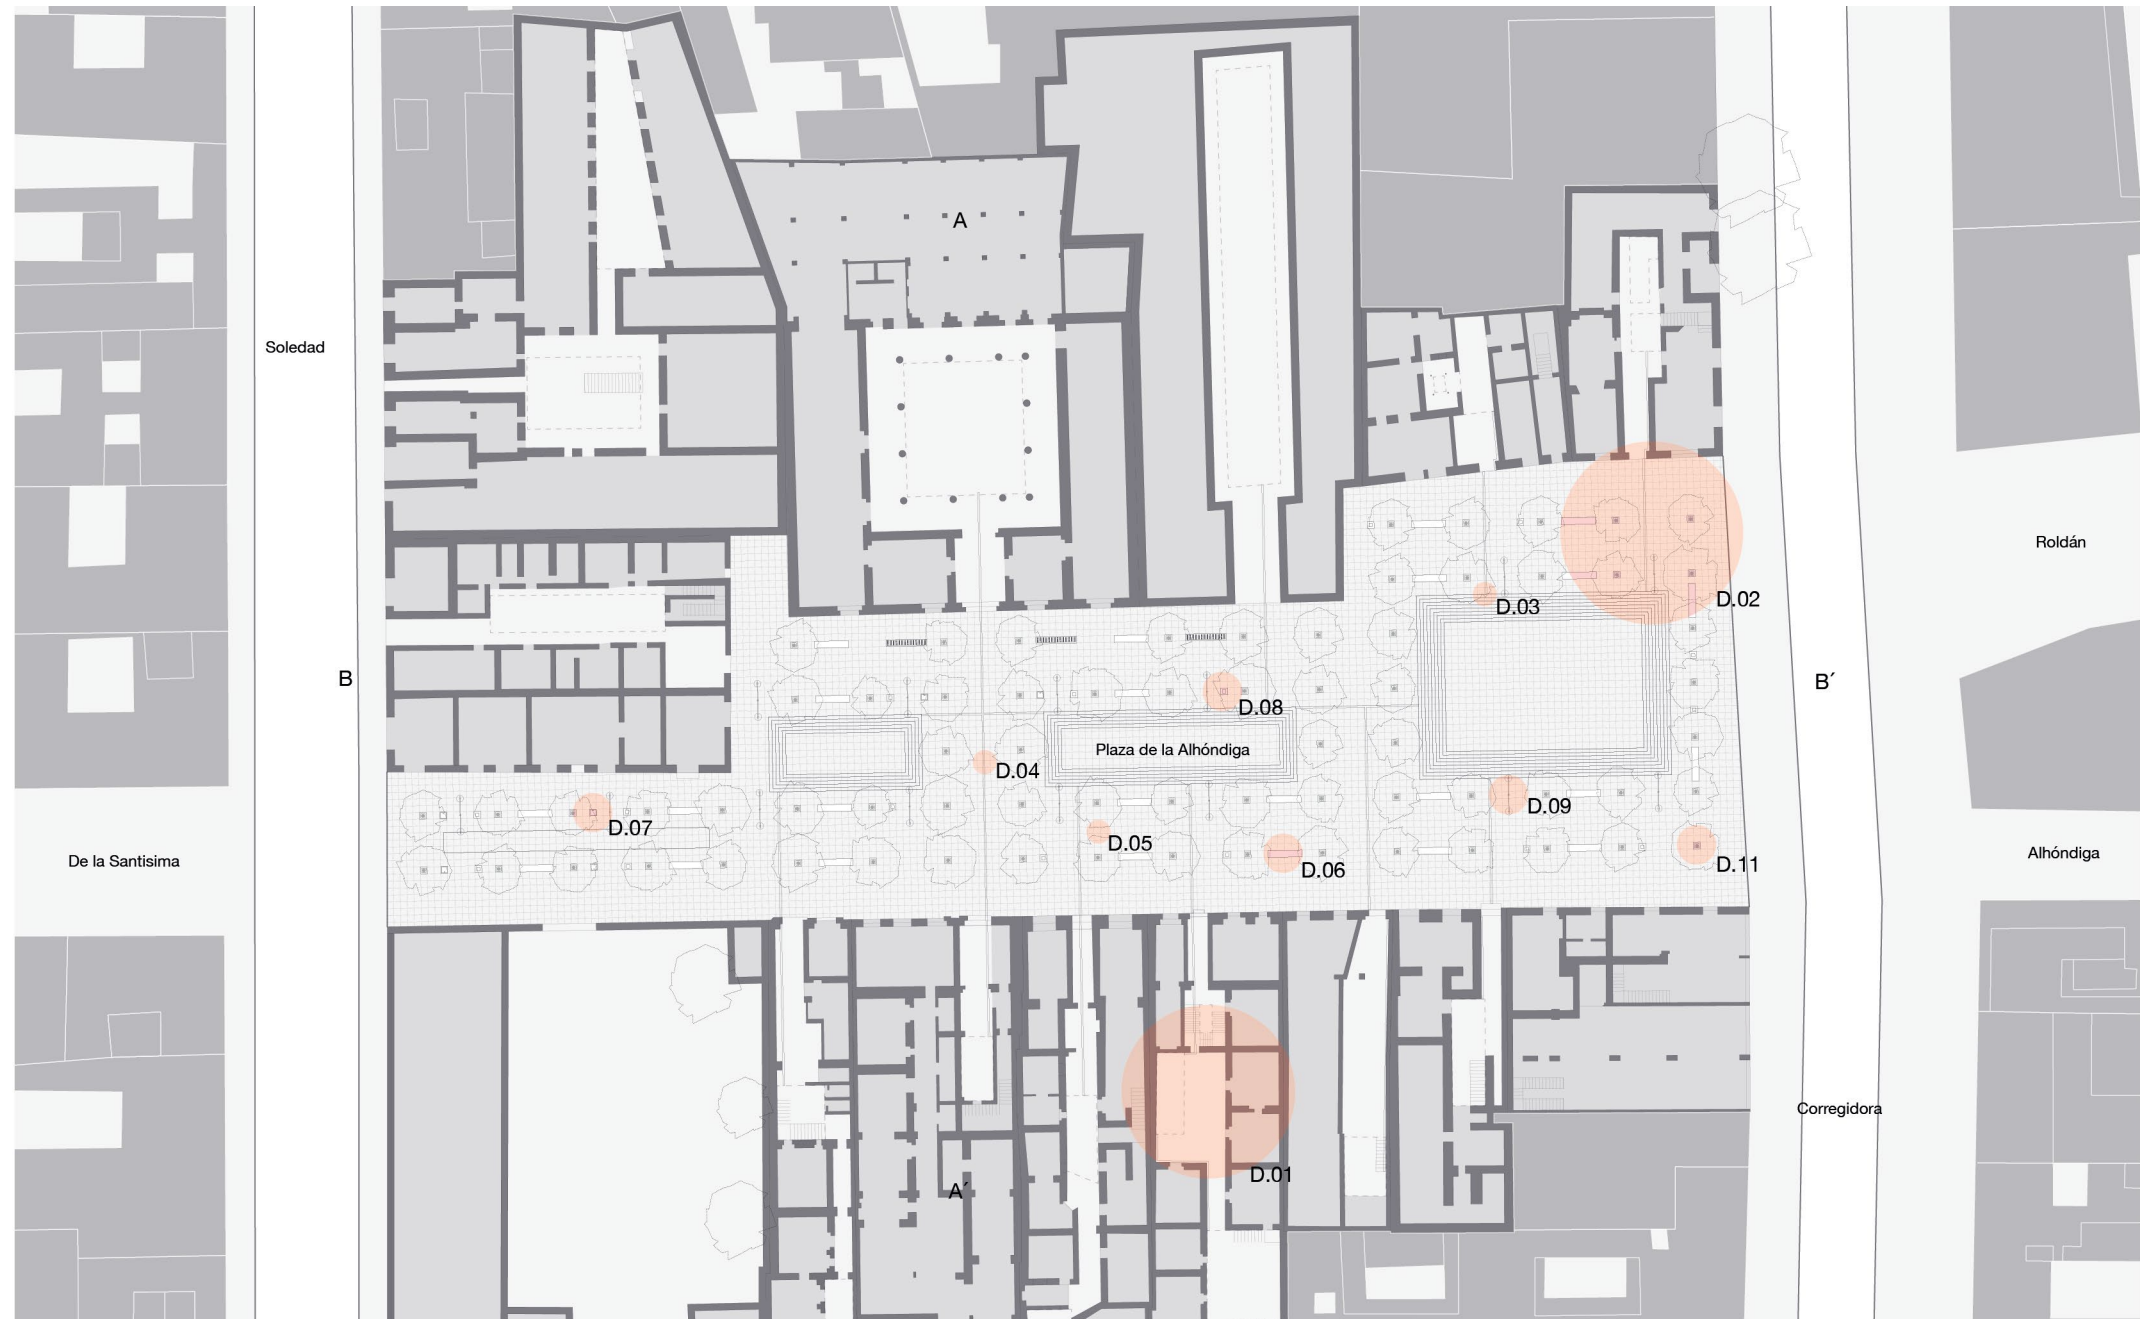 A
Soledad
Roldán
D.02
D.03
B
B´
D.08
Plaza de la Alhóndiga
D.04
D.09
D.07
D.05
De la Santisima
Alhóndiga
D.06
D.11
Corregidora
D.01
A´